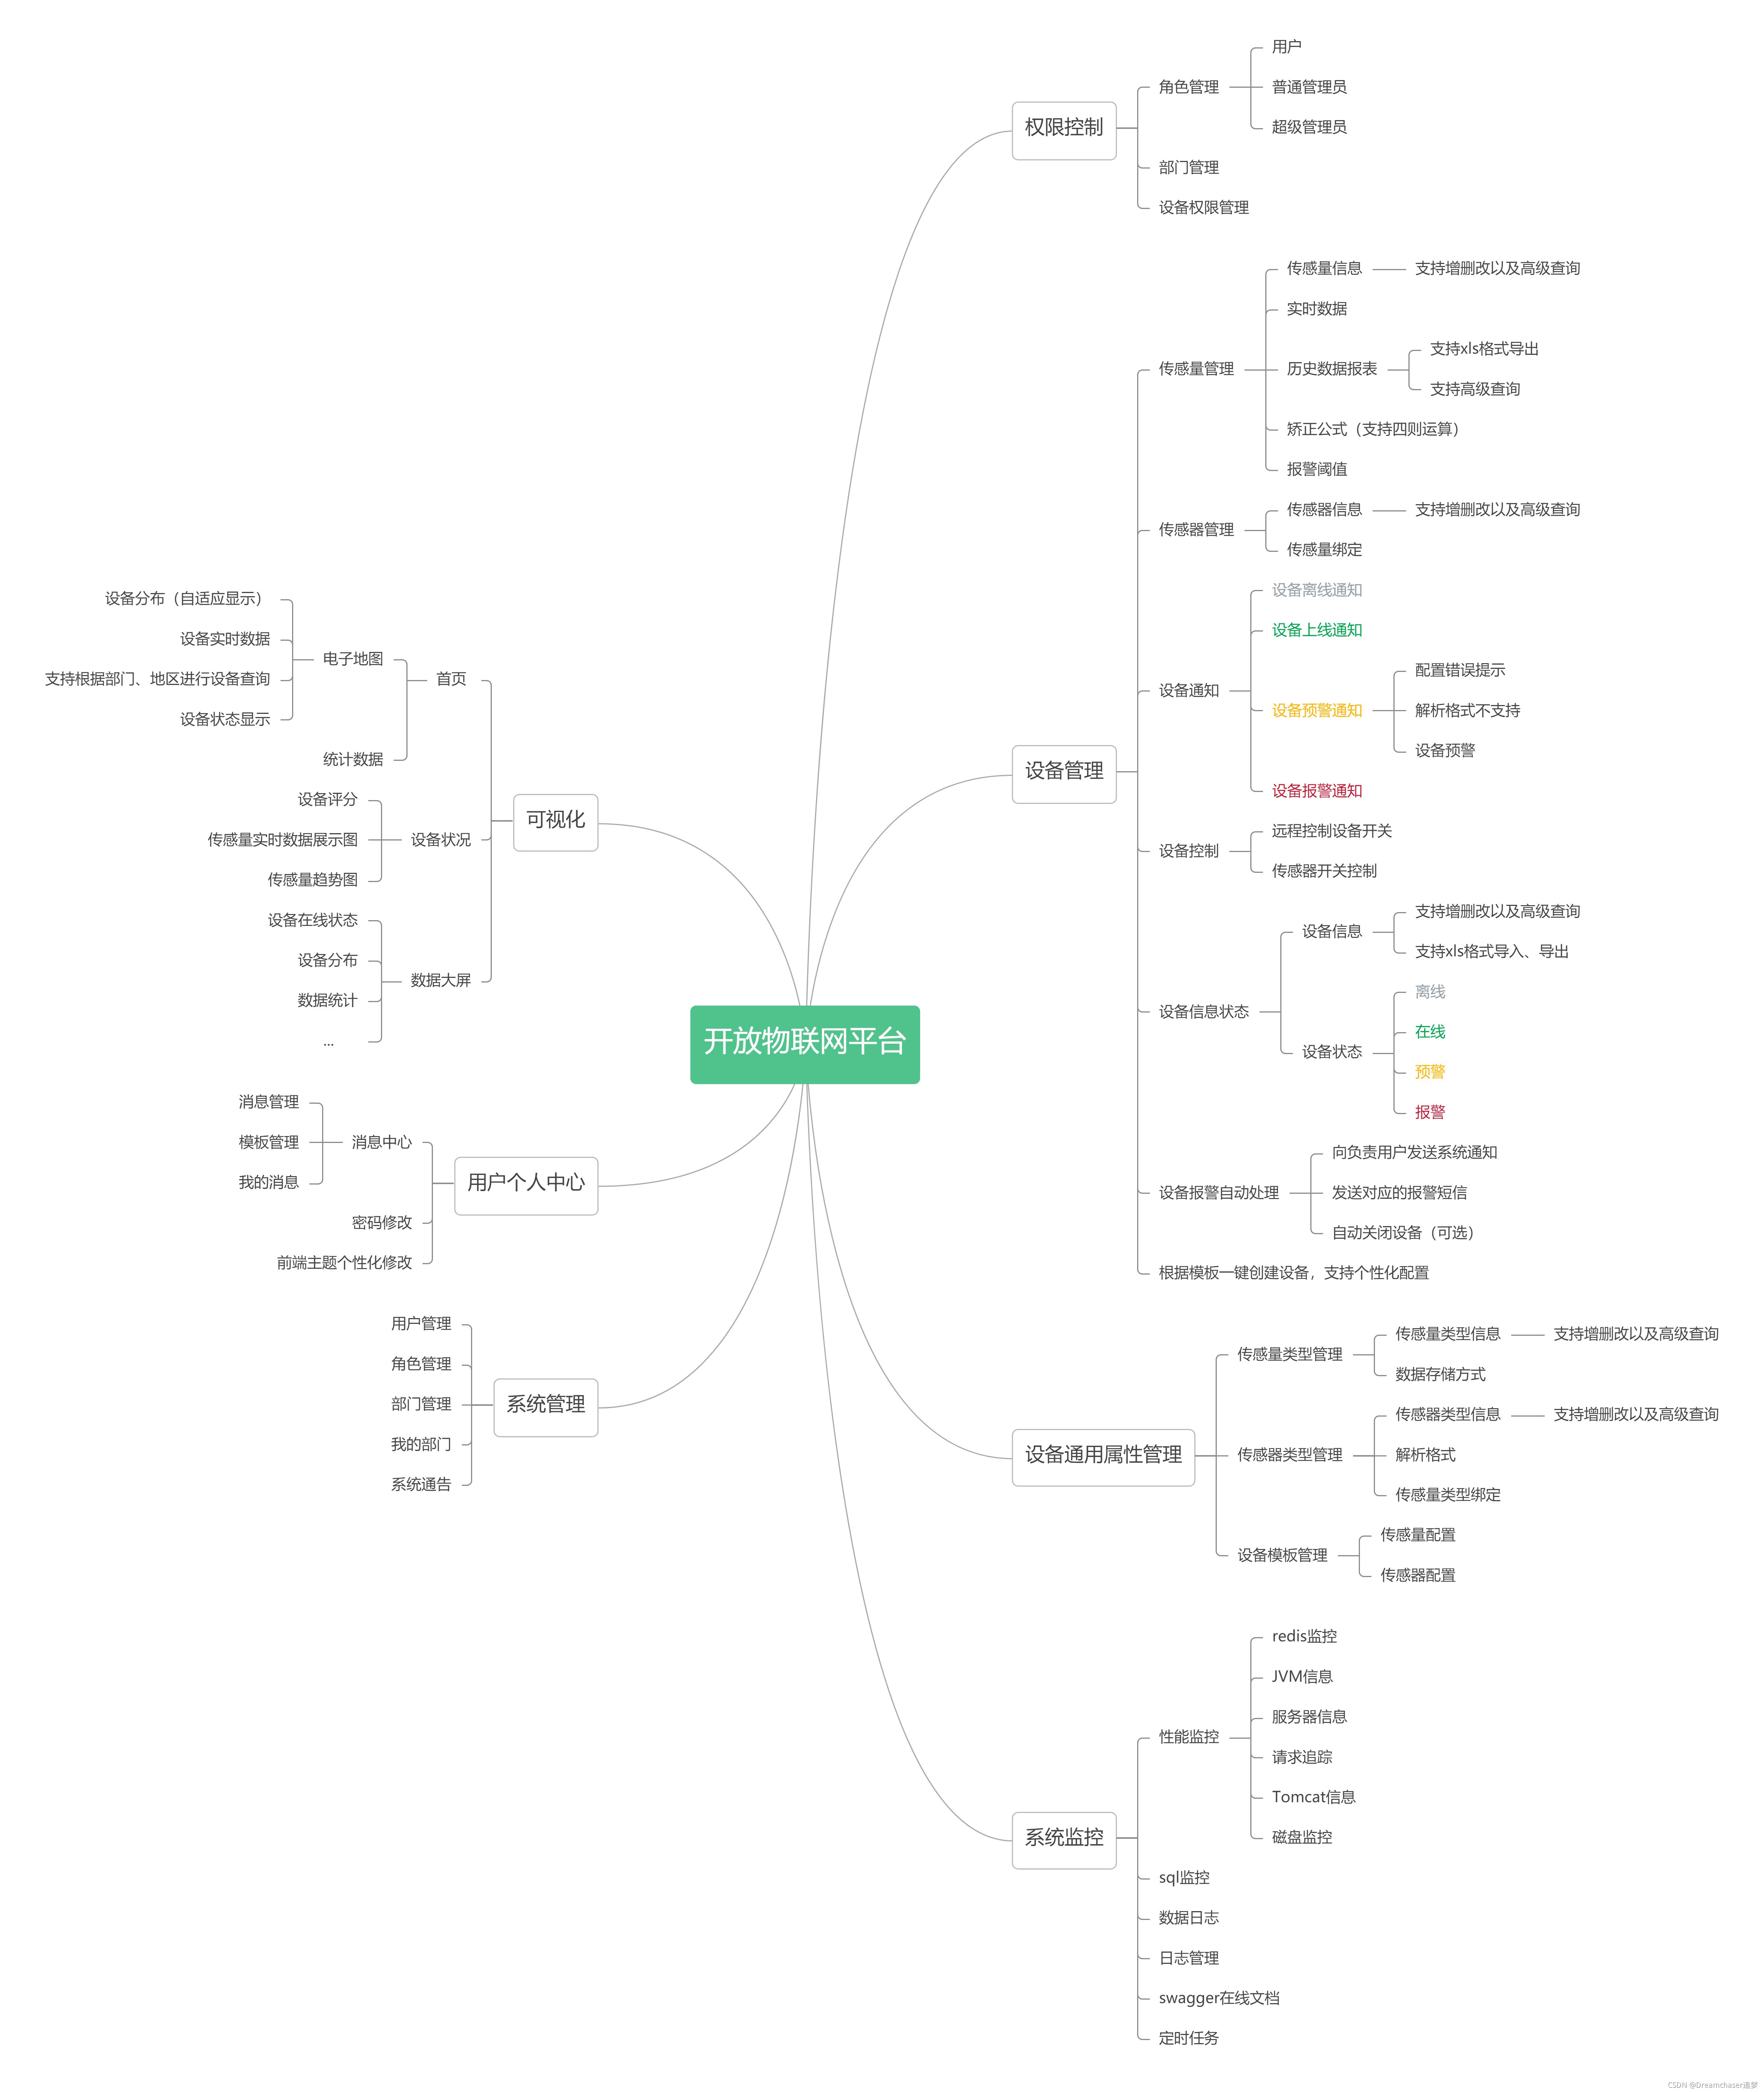 开放物联网平台
权限控制
角色管理
用户
普通管理员
超级管理员
部门管理
设备权限管理
设备管理
传感量管理
传感量信息
支持增删改以及高级查询
实时数据
历史数据报表
支持xls格式导出
支持高级查询
矫正公式（支持四则运算）
报警阈值
传感器管理
传感器信息
支持增删改以及高级查询
传感量绑定
设备通知
设备离线通知
设备上线通知
设备预警通知
配置错误提示
解析格式不支持
设备预警
设备报警通知
设备控制
远程控制设备开关
传感器开关控制
设备信息状态
设备信息
支持增删改以及高级查询
支持xls格式导入、导出
设备状态
离线
在线
预警
报警
设备报警自动处理
向负责用户发送系统通知
发送对应的报警短信
自动关闭设备（可选）
根据模板一键创建设备，支持个性化配置
设备通用属性管理
传感量类型管理
传感量类型信息
支持增删改以及高级查询
数据存储方式
传感器类型管理
传感器类型信息
支持增删改以及高级查询
解析格式
传感量类型绑定
设备模板管理
传感量配置
传感器配置
系统监控
性能监控
redis监控
JVM信息
服务器信息
请求追踪
Tomcat信息
磁盘监控
sql监控
数据日志
日志管理
swagger在线文档
定时任务
可视化
首页
电子地图
设备分布（自适应显示）
设备实时数据
支持根据部门、地区进行设备查询
设备状态显示
统计数据
设备状况
设备评分
传感量实时数据展示图
传感量趋势图
数据大屏
设备在线状态
设备分布
数据统计
...
用户个人中心
消息中心
消息管理
模板管理
我的消息
密码修改
前端主题个性化修改
系统管理
用户管理
角色管理
部门管理
我的部门
系统通告
CSDN @Dreamchaser追梦